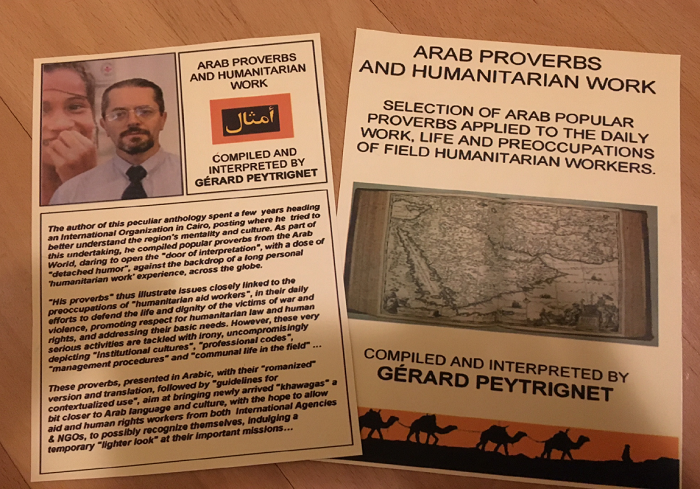 ARAB PROVERBS
AND HUMANITARIAN
WORK
أمثال
COMPILED AND
INTERPRETED BY
GÉRARD PEYTRIGNET
The author of this peculiar anthology spent a few years heading
an International Organization in Cairo, posting where he tried to
better understand the region's mentality and culture. As part of
this undertaking, he compiled popular proverbs from the Arab
World, daring to open the "door of interpretation", with a dose of
"detached humor", against the backdrop of a long personal
'humanitarian work' experience, across the globe.
"His proverbs" thus illustrate issues closely linked to the
preoccupations of "humanitarian aid workers", in their daily
efforts to defend the life and dignity of the victims of war and
violence, promoting respect for humanitarian law and human
rights, and addressing their basic needs. However, these very
serious activities are tackled with irony, uncompromisingly
depicting "institutional cultures", "professional codes",
"management procedures" and "communal life in the field" ...
These proverbs, presented in Arabic, with their "romanized"
version and translation, followed by "guidelines for
contextualized use", aim at bringing newly arrived "khawagas" a
bit closer to Arab language and culture, with the hope to allow
aid and human rights workers from both International Agencies
& NGOs, to possibly recognize themselves, indulging a
temporary "lighter look" at their important missions...
ARAB PROVERBS
AND HUMANITARIAN WORK
SELECTION OF ARAB POPULAR
PROVERBS APPLIED TO THE DAILY
WORK, LIFE AND PREOCCUPATIONS
OF FIELD HUMANITARIAN WORKERS.
COMPILED AND INTERPRETED BY
GÉRARD PEYTRIGNET